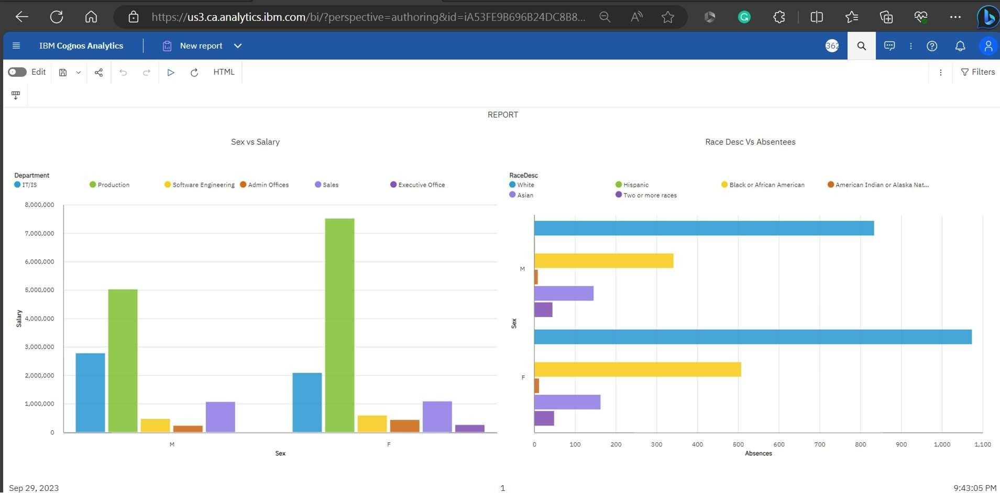 https://us3.ca.analytics.ibm.com/bi/?perspective=authoring&id=iA53FE9B696B24DC8B8...
IBM Cognos Analytics
New report
362
Edit
HTML
Filters
REPORT
Sex vs Salary
Department
IT/IS Production Software Engineering Admin Offices Sales Executive Office
8,000,000
7,000,000
6,000,000
5,000,000
4,000,000
3,000,000
2,000,000
1,000,000
0
Salary
M F
Sex
Race Desc Vs Absentees
RaceDesc
White Hispanic Black or African American American Indian or Alaska Nat...
Asian Two or more races
M
F
Sex
0 100 200 300 400 500 600 700 800 900 1,000 1,100
Absences
Sep 29, 2023
1
9:43:05 PM